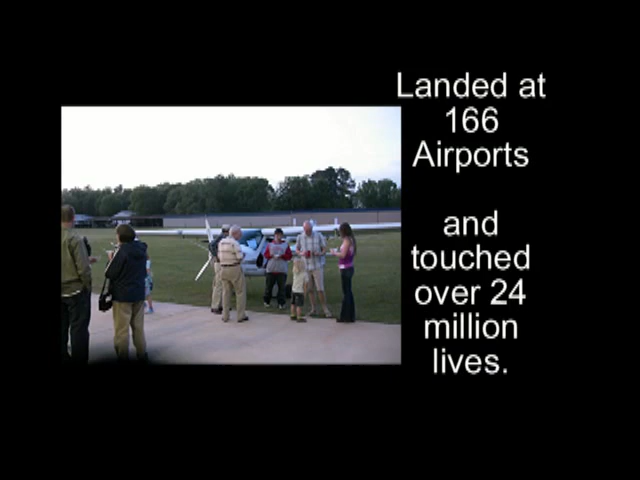 Landed at
166
Airports
and
touched
over 24
million
lives.